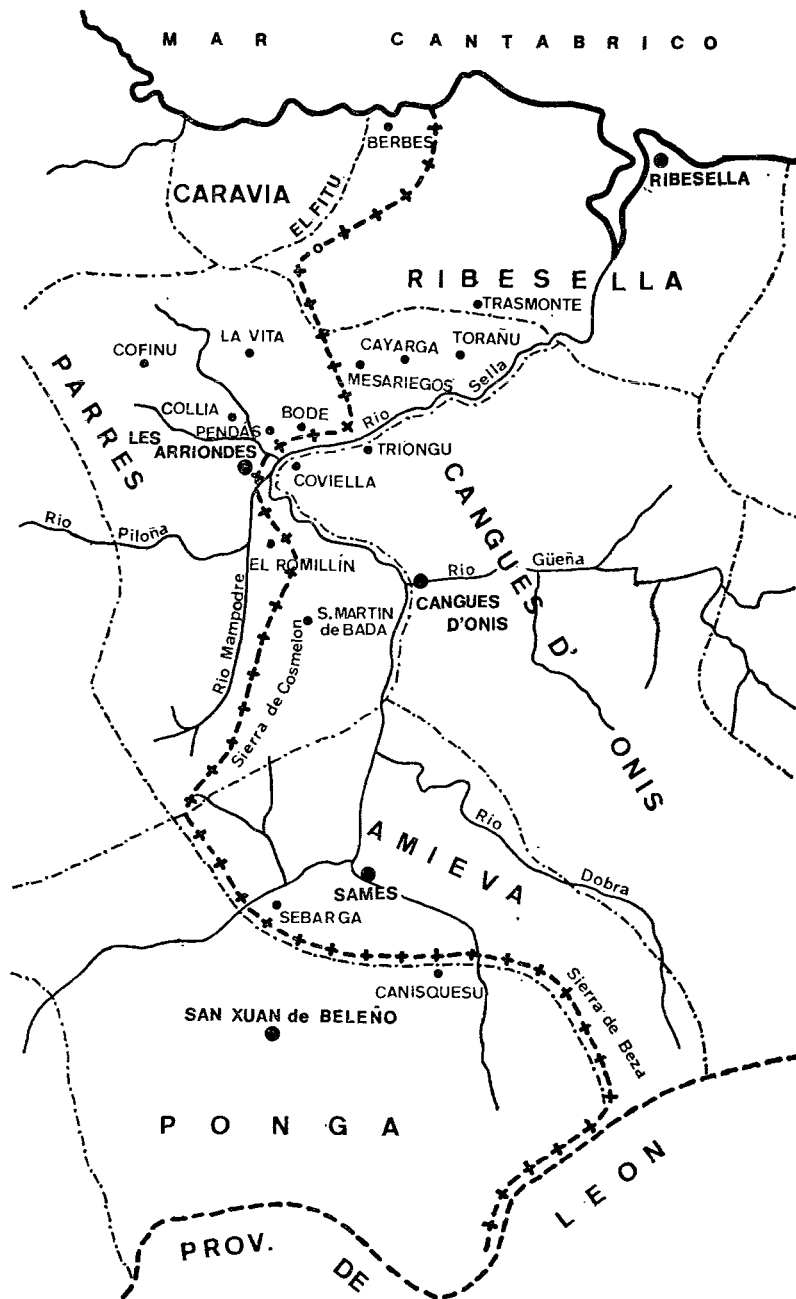 MAR CANTABRICO
BERBES
RIBESELLA
CARAVIA
EL FITU
RIBESELLA
TRASMONTE
LA VITA
COFINU
CAYARGA
TORAÑU
MESARIEGOS
Rio Sella
PARRES
COLLIA
PENDÁS
BODE
LES
ARRIONDES
TRIONGU
COVIELLA
CANGUES D'ONIS
Rio Piloña
EL ROMILLÍN
Rio Güeña
CANGUES
D'ONIS
S. MARTIN
de BADA
Rio Mampodre
Sierra de Cosmelon
AMIEVA
Rio Dobra
SAMES
SEBARGA
CANISQUESU
Sierra de Beza
SAN XUAN de BELEÑO
PONGA
PROV. DE LEON